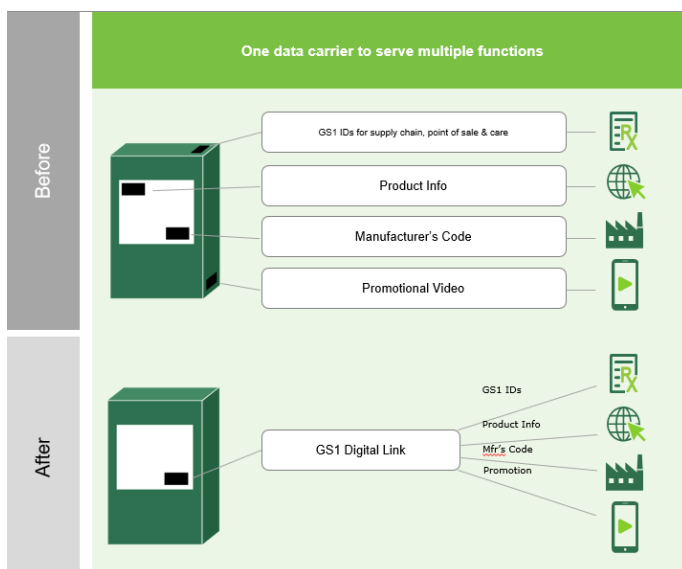 One data carrier to serve multiple functions
Before
GS1 IDs for supply chain, point of sale & care
Product Info
Manufacturer's Code
Promotional Video
After
GS1 Digital Link
GS1 IDs
Product Info
Mfr's Code
Promotion